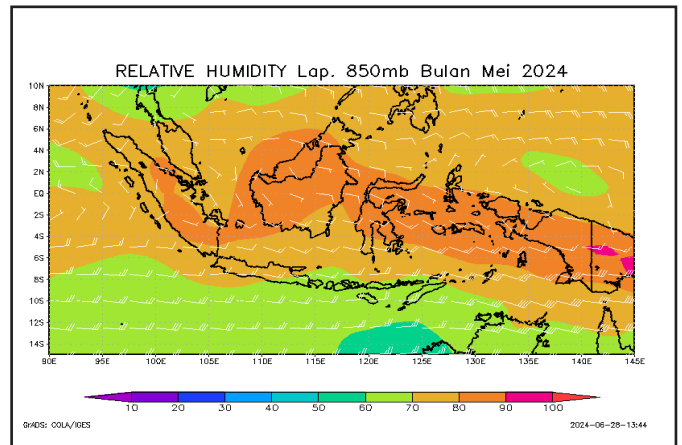 RELATIVE HUMIDITY Lap. 850mb Bulan Mei 2024
10N
8N
6N
4N
2N
EQ
2S
4S
6S
8S
10S
12S
14S
90E 95E 100E 105E 110E 115E 120E 125E 130E 135E 140E 145E
10 20 30 40 50 60 70 80 90 100
GrADS: COLA/IGES 2024-06-28-13:44